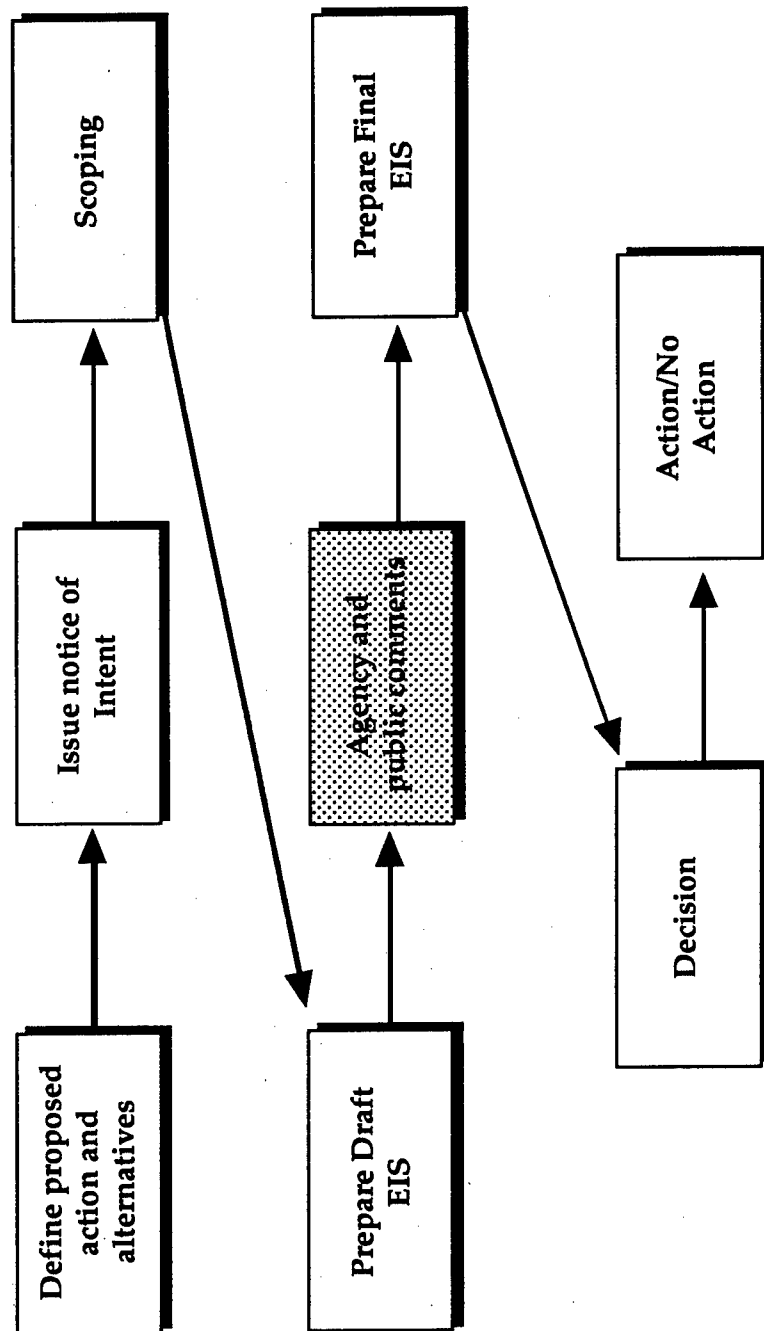 Define proposed
action and
alternatives
Issue notice of
Intent
Scoping
Prepare Draft
EIS
Agency and
public comments
Prepare Final
EIS
Decision
Action/No
Action